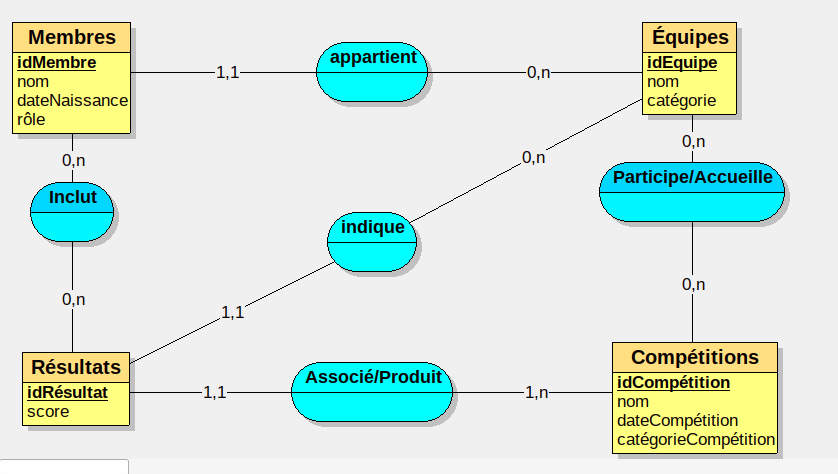 Membres
idMembre
nom
dateNaissance
rôle
1,1
appartient
0,n
Équipes
idEquipe
nom
catégorie
0,n
Inclut
0,n
0,n
indique
1,1
0,n
Participe/Accueille
0,n
Résultats
idRésultat
score
1,1
Associé/Produit
1,n
Compétitions
idCompétition
nom
dateCompétition
catégorieCompétition